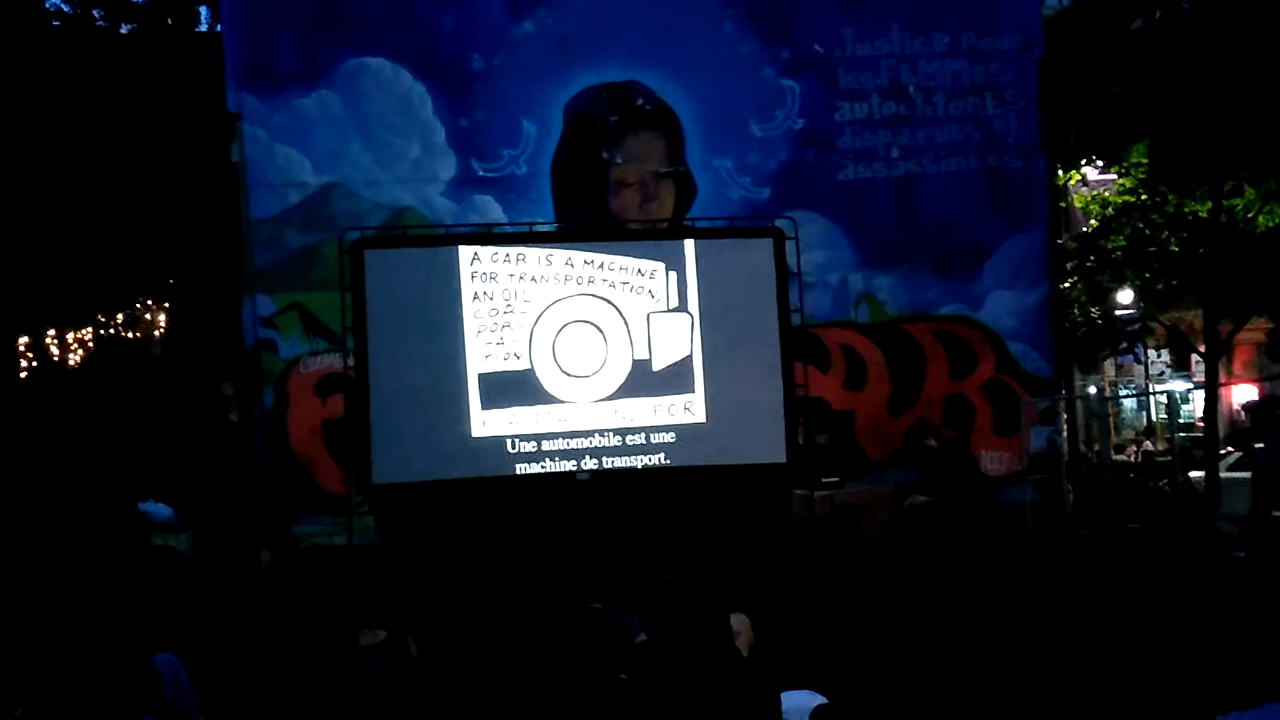 Justice pour
les FEMMES
autochtonES
disparues et
assassinées
A CAR IS A MACHINE
FOR TRANSPORTATION,
AN OIL
COR-
POR-
-A-
TION
FOR
Une automobile est une
machine de transport.